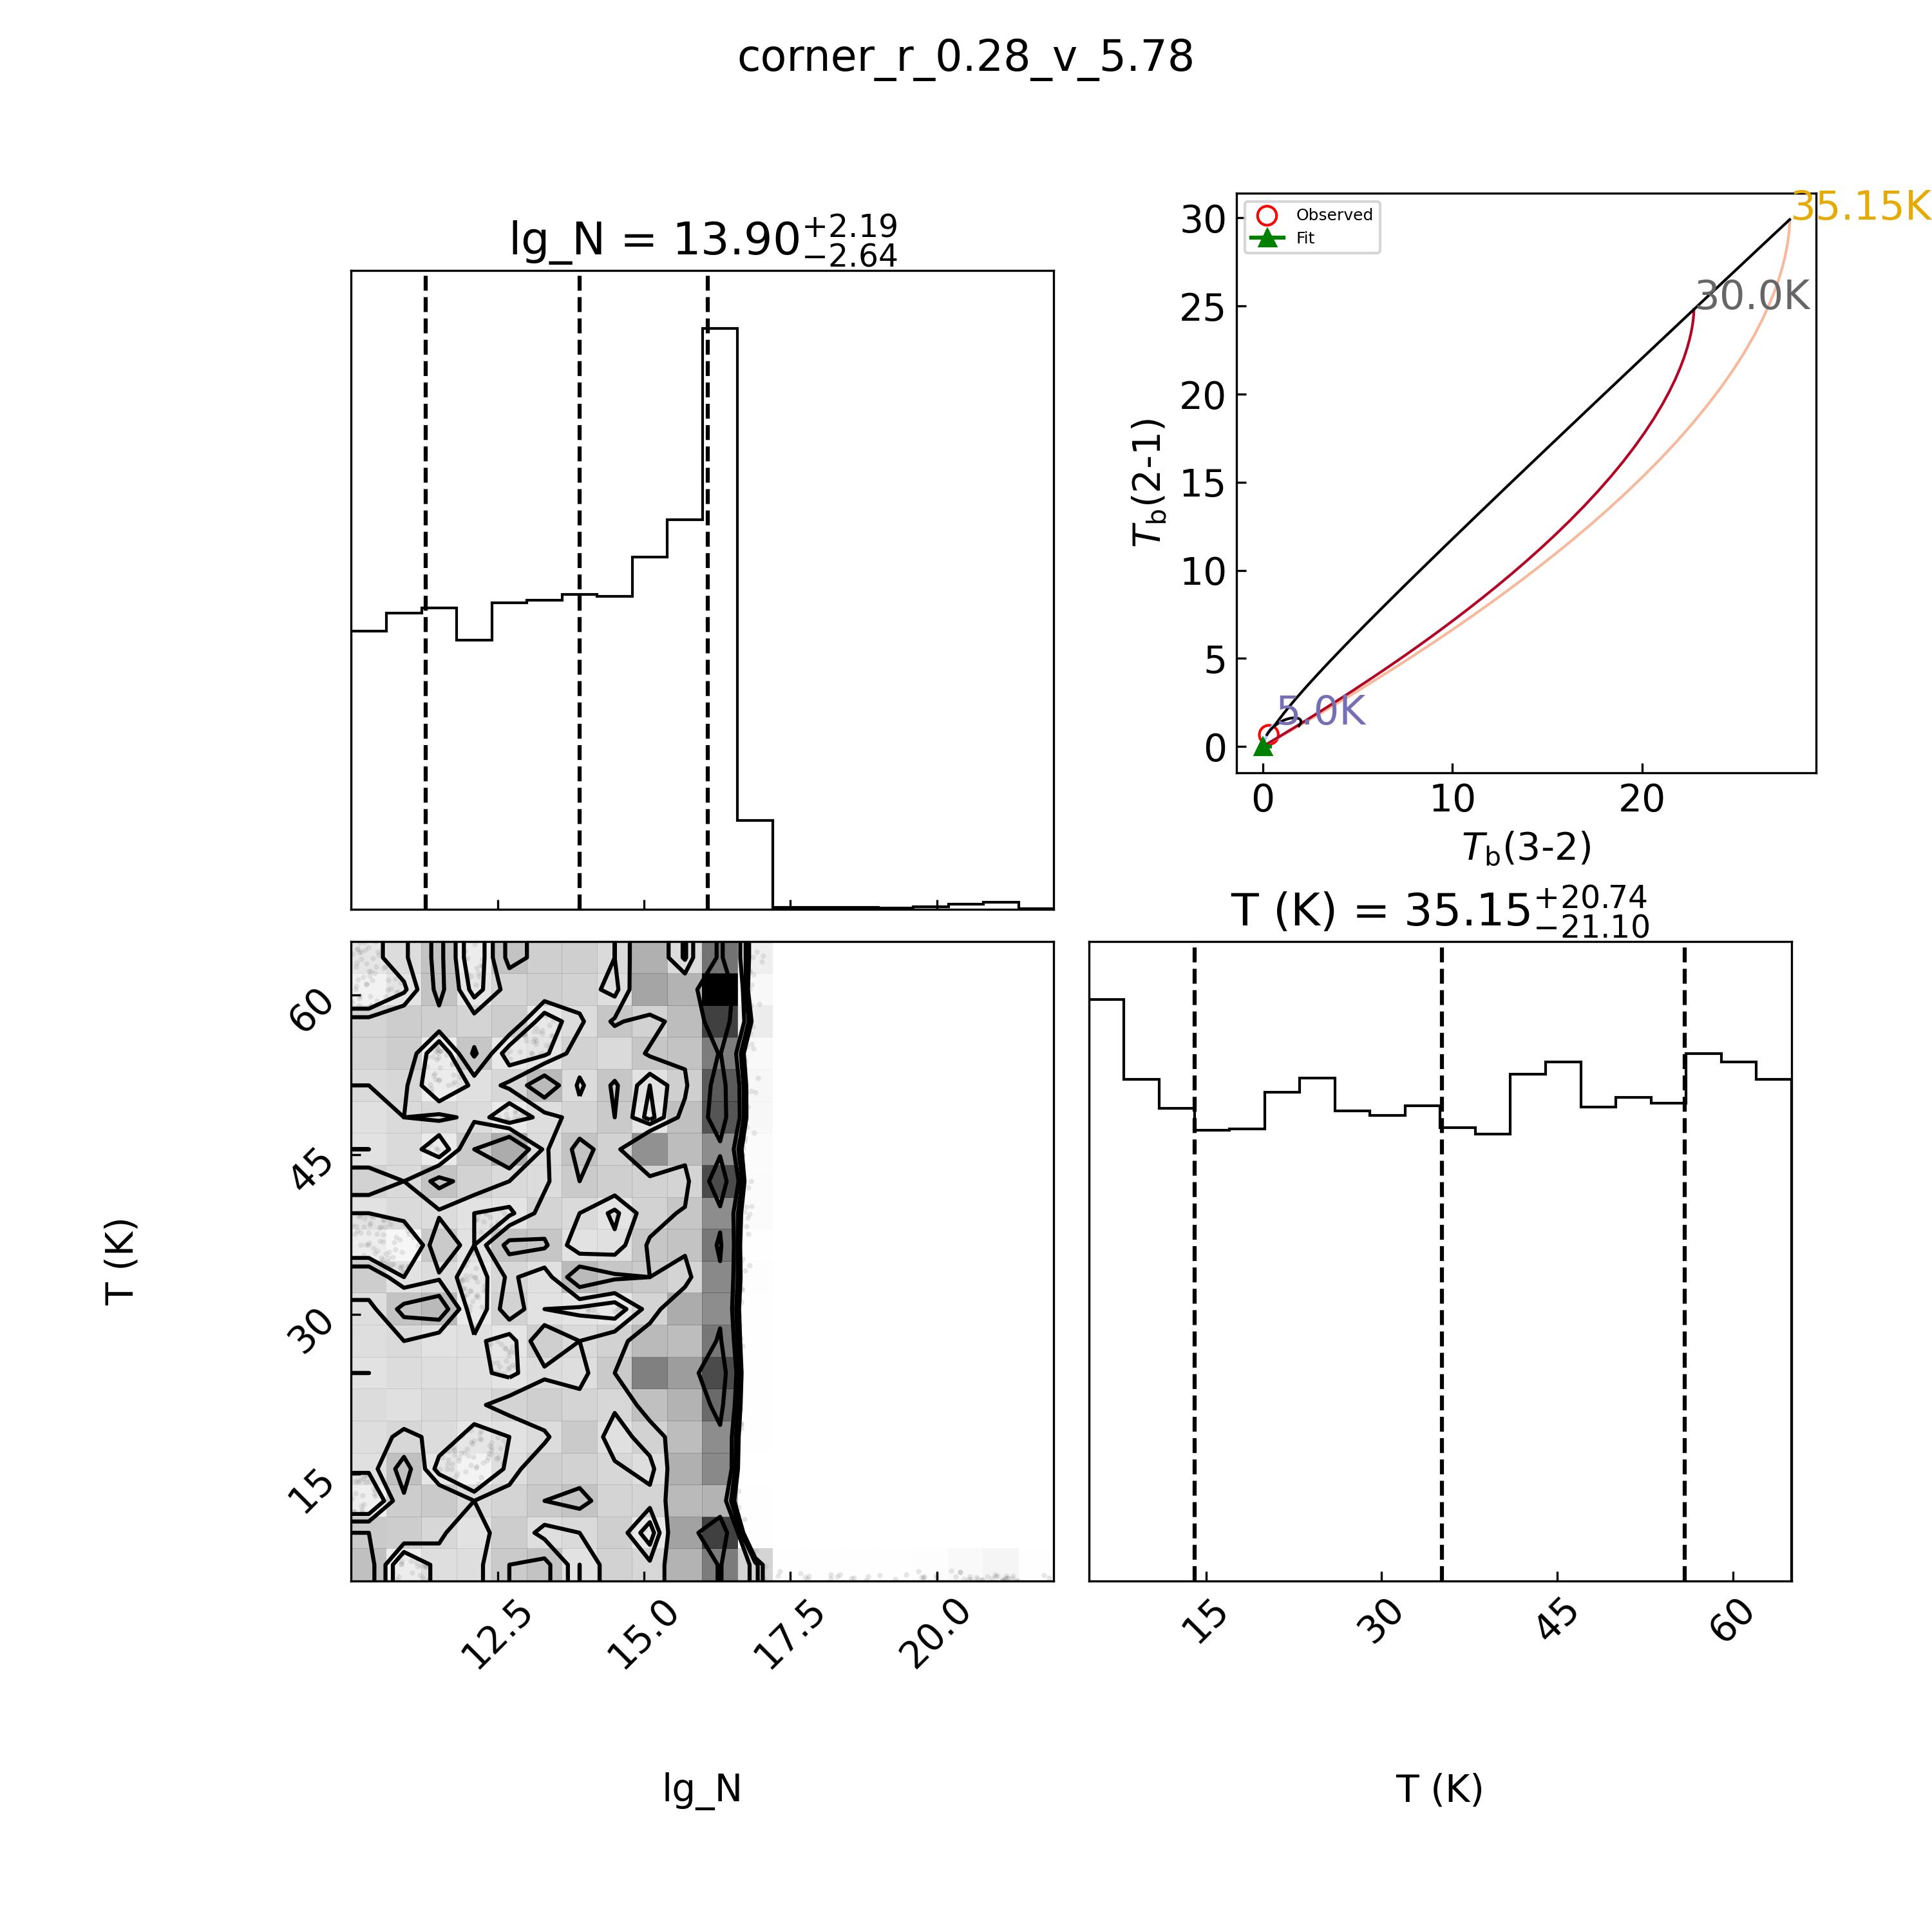 corner_r_0.28_v_5.78
lg_N = 13.90+2.19−2.64
35.15K
30.0K
5.0K
Observed
Fit
30
25
20
15
10
5
0
Tb(2-1)
0 10 20
Tb(3-2)
T (K) = 35.15+20.74−21.10
60
45
30
15
T (K)
12.5 15.0 17.5 20.0
lg_N
15 30 45 60
T (K)